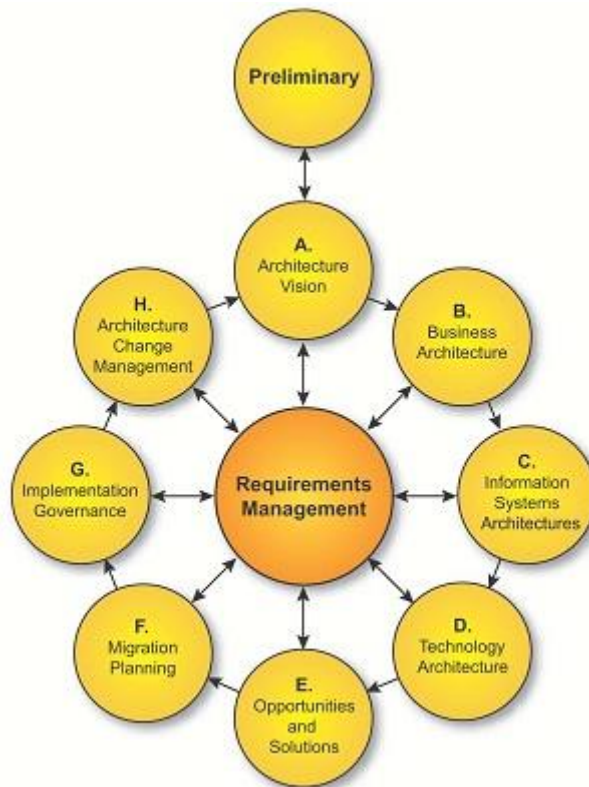 Preliminary
A.
Architecture
Vision
B.
Business
Architecture
C.
Information
Systems
Architectures
D.
Technology
Architecture
E.
Opportunities
and
Solutions
F.
Migration
Planning
G.
Implementation
Governance
H.
Architecture
Change
Management
Requirements
Management